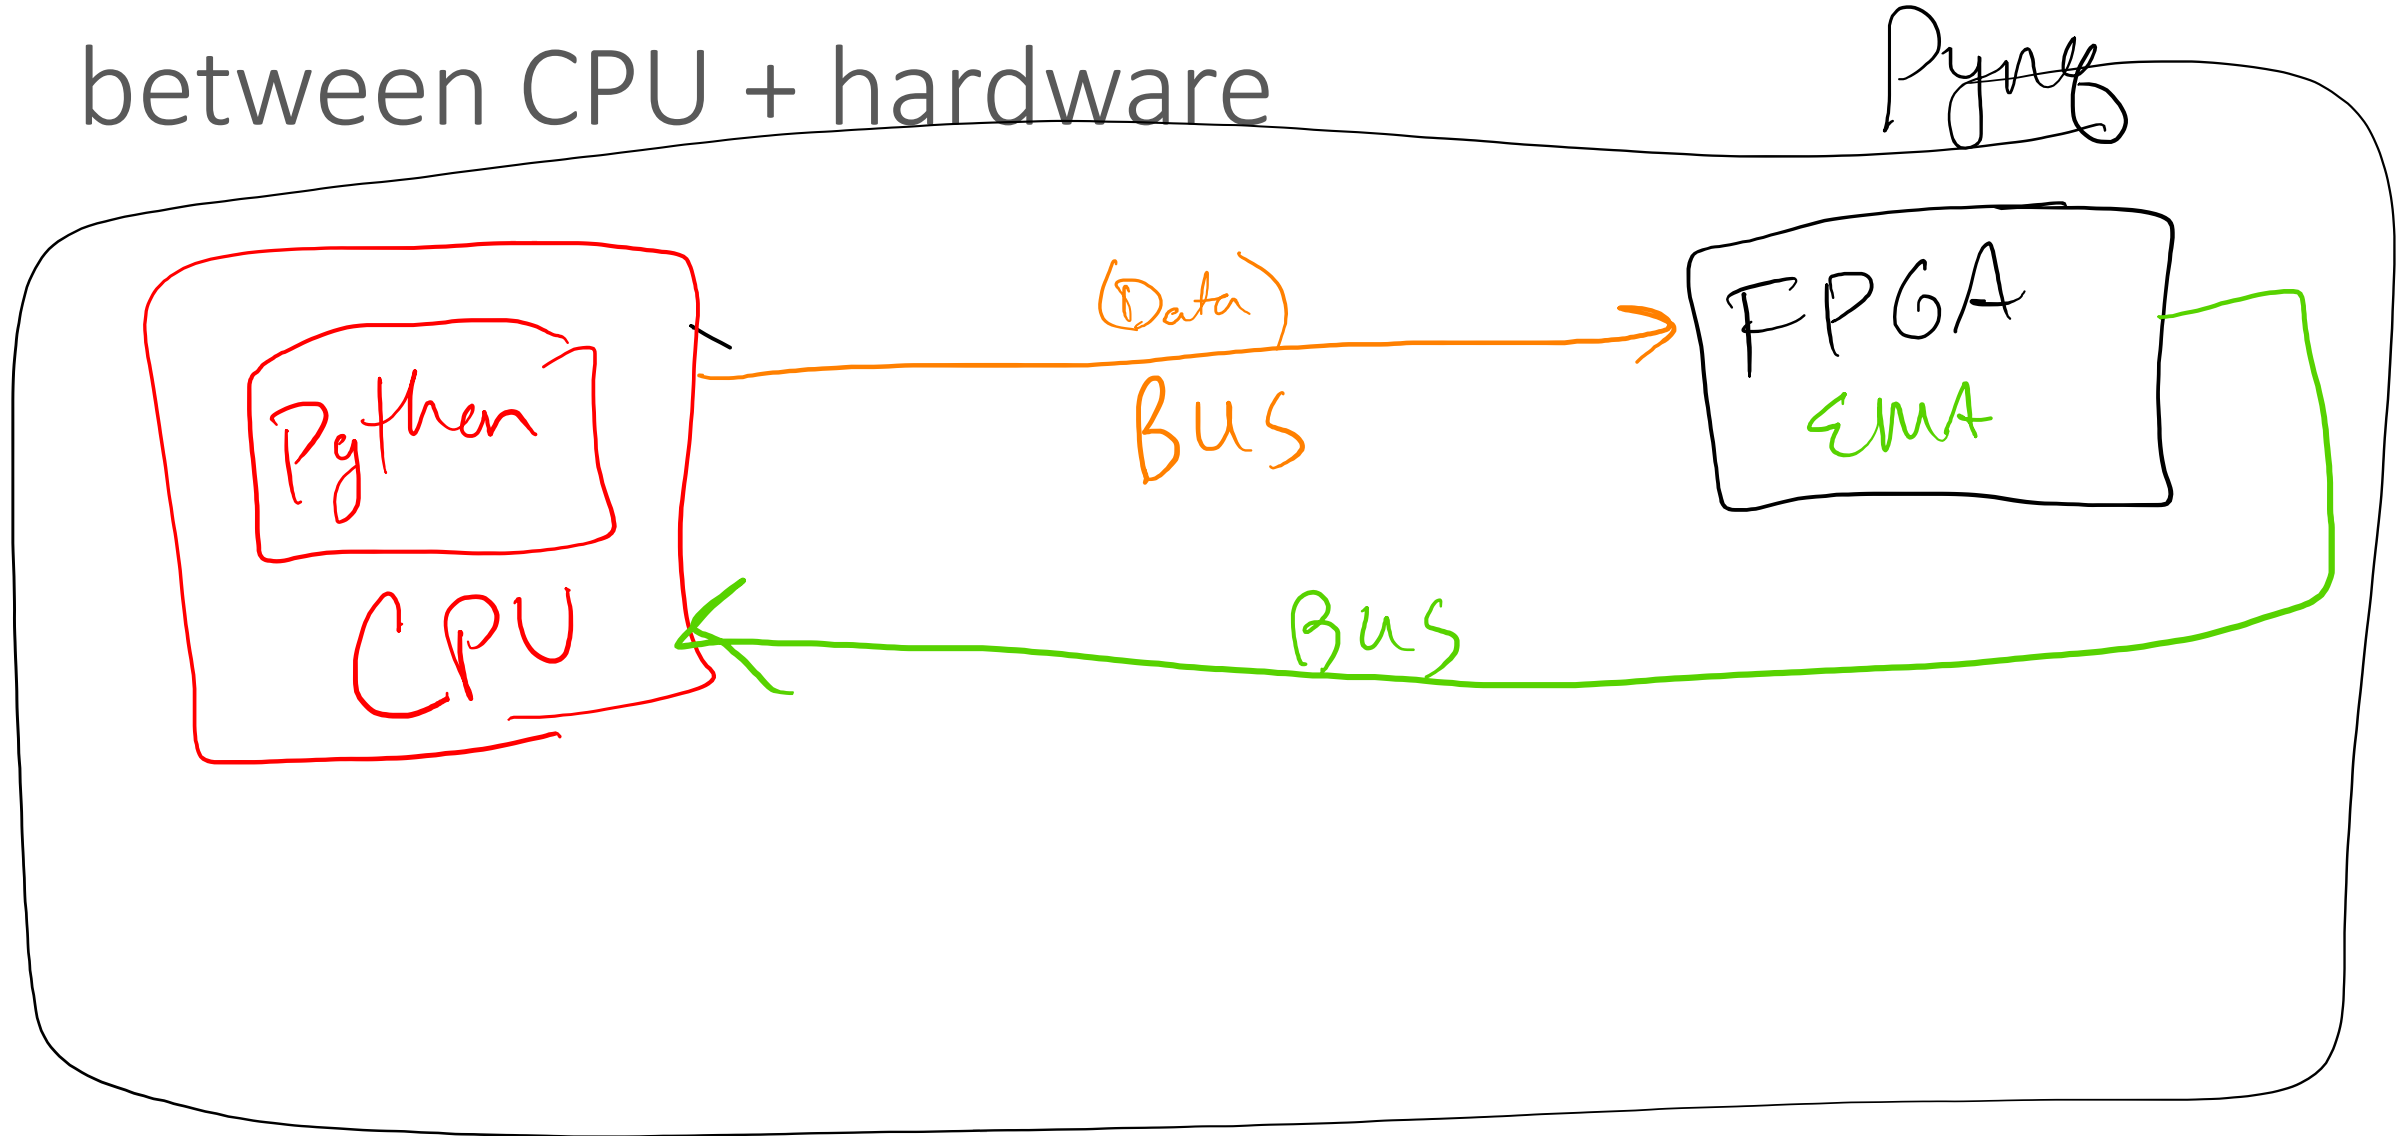 between CPU + hardware
Pynq
(Data)
FPGA
Python
BUS
EMA
CPU
BUS